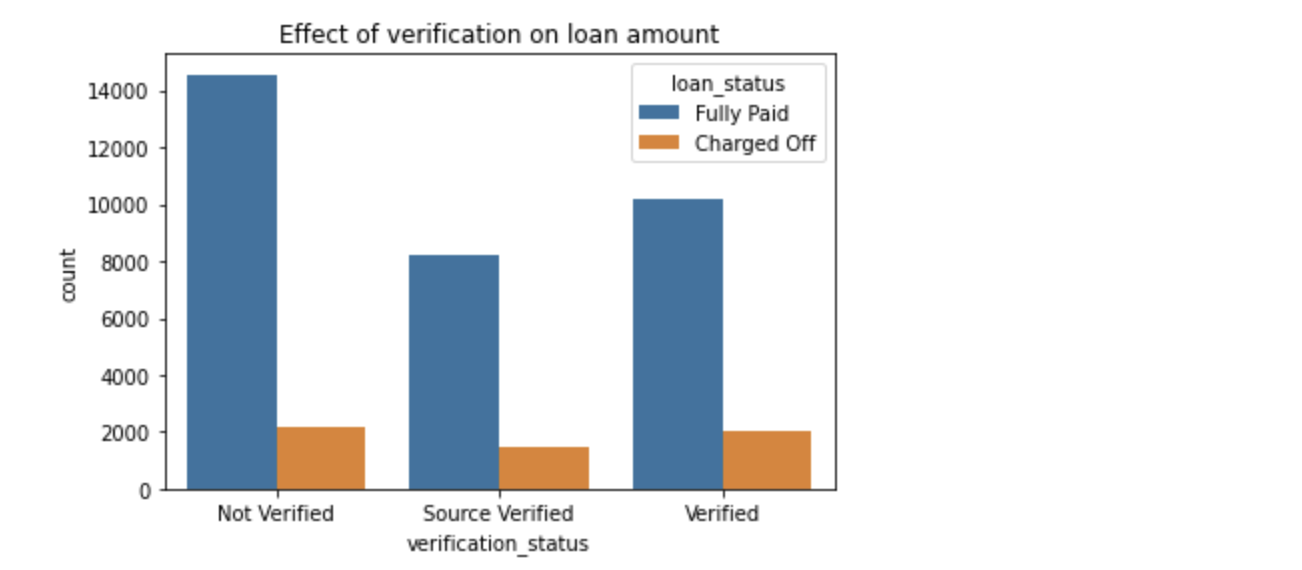 Effect of verification on loan amount
loan_status
Fully Paid
Charged Off
14000
12000
10000
8000
6000
4000
2000
0
count
Not Verified Source Verified Verified
verification_status